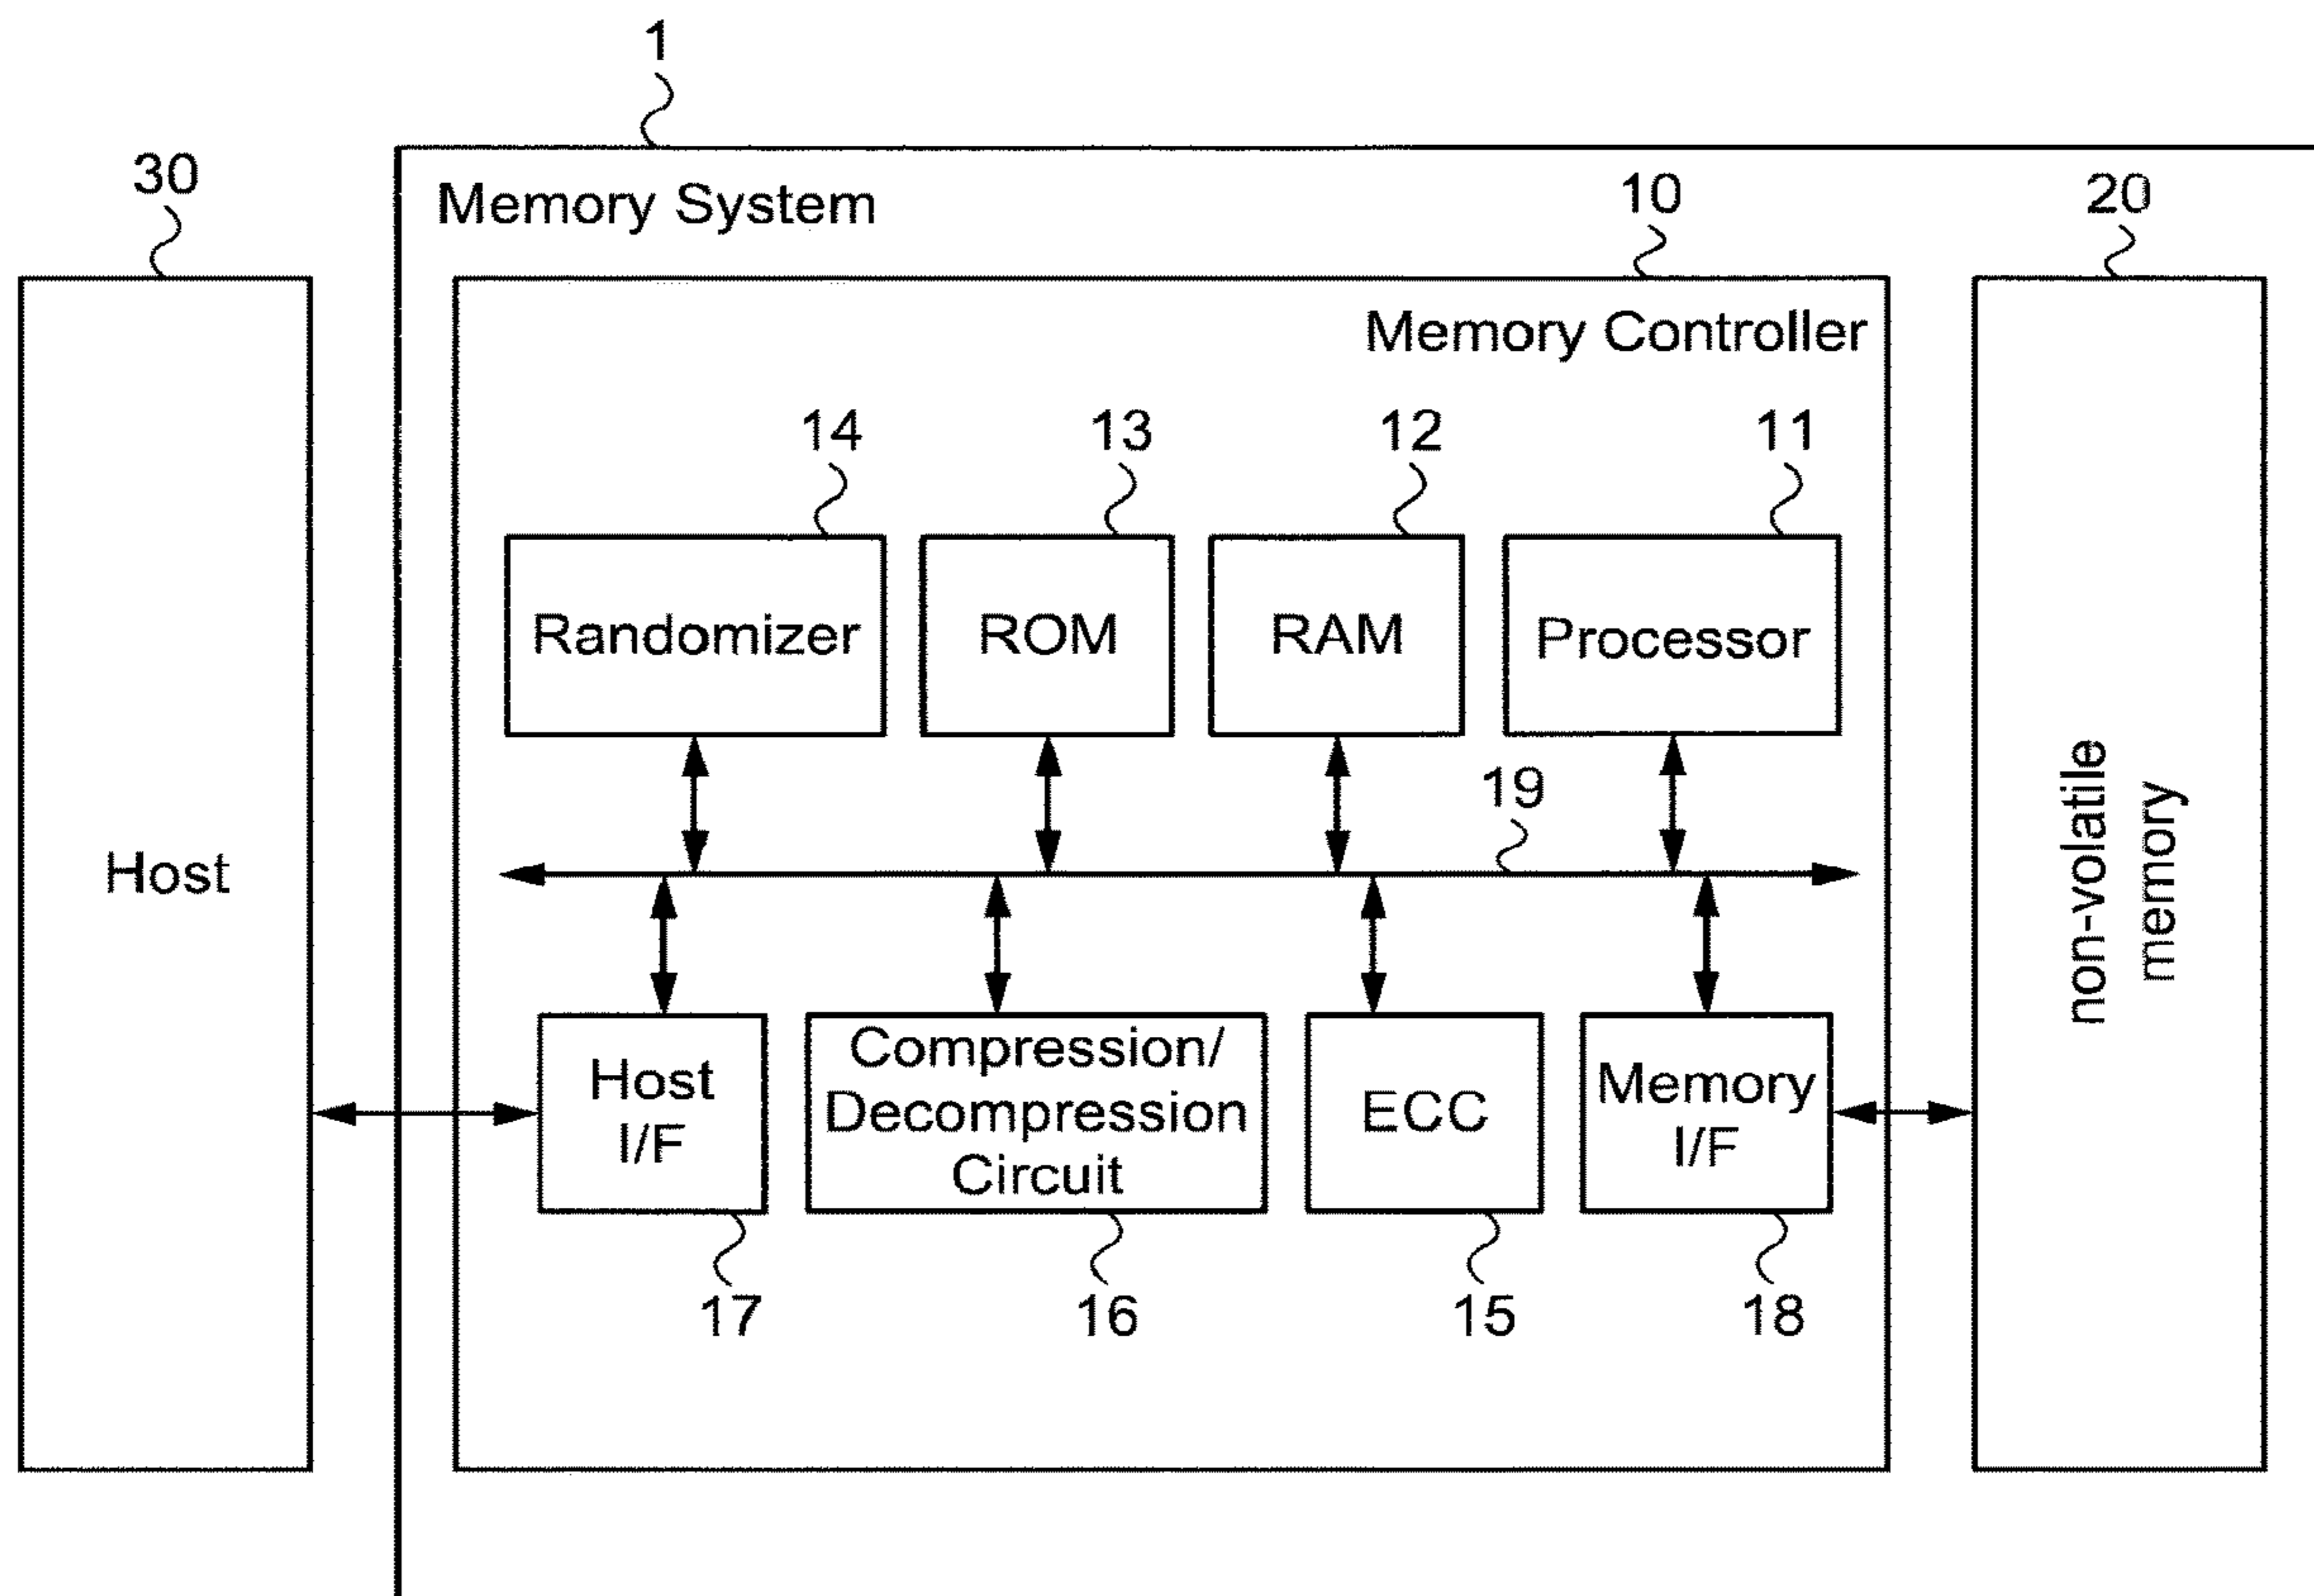 1
30
Memory System
10
20
Memory Controller
14
13
12
11
Randomizer
ROM
RAM
Processor
19
Host
non-volatile
memory
Host
I/F
Compression/
Decompression
Circuit
ECC
Memory
I/F
17
16
15
18